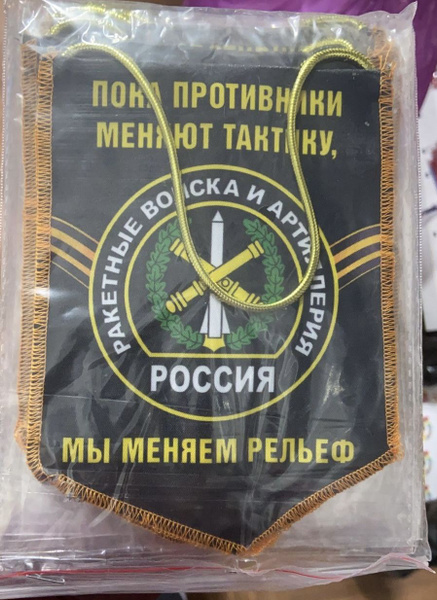 ПОКА ПРОТИВНИКИ
МЕНЯЮТ ТАКТИКУ,
РАКЕТНЫЕ ВОЙСКА И АРТИЛЛЕРИЯ
РОССИЯ
МЫ МЕНЯЕМ РЕЛЬЕФ